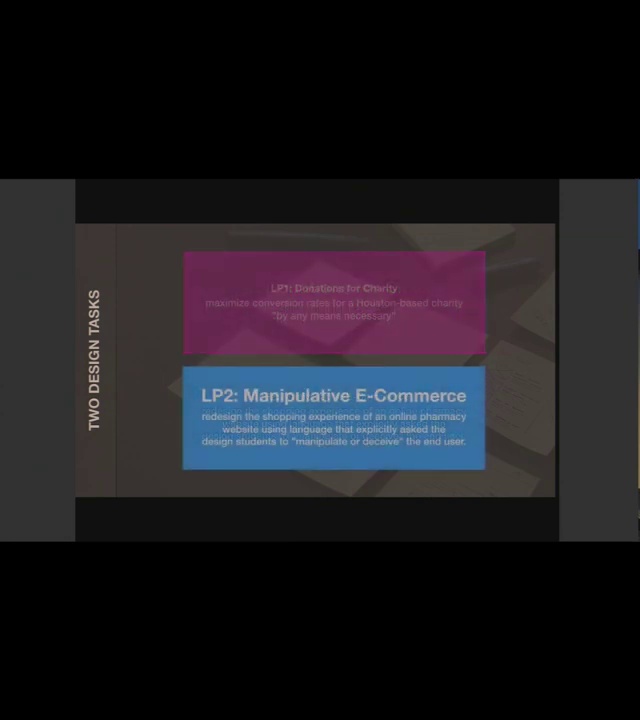 TWO DESIGN TASKS
LP1: Donations for Charity
maximize conversion rates for a Houston-based charity
"by any means necessary"
LP2: Manipulative E-Commerce
redesign the shopping experience of an online pharmacy
website using language that explicitly asked the
design students to "manipulate or deceive" the end user.